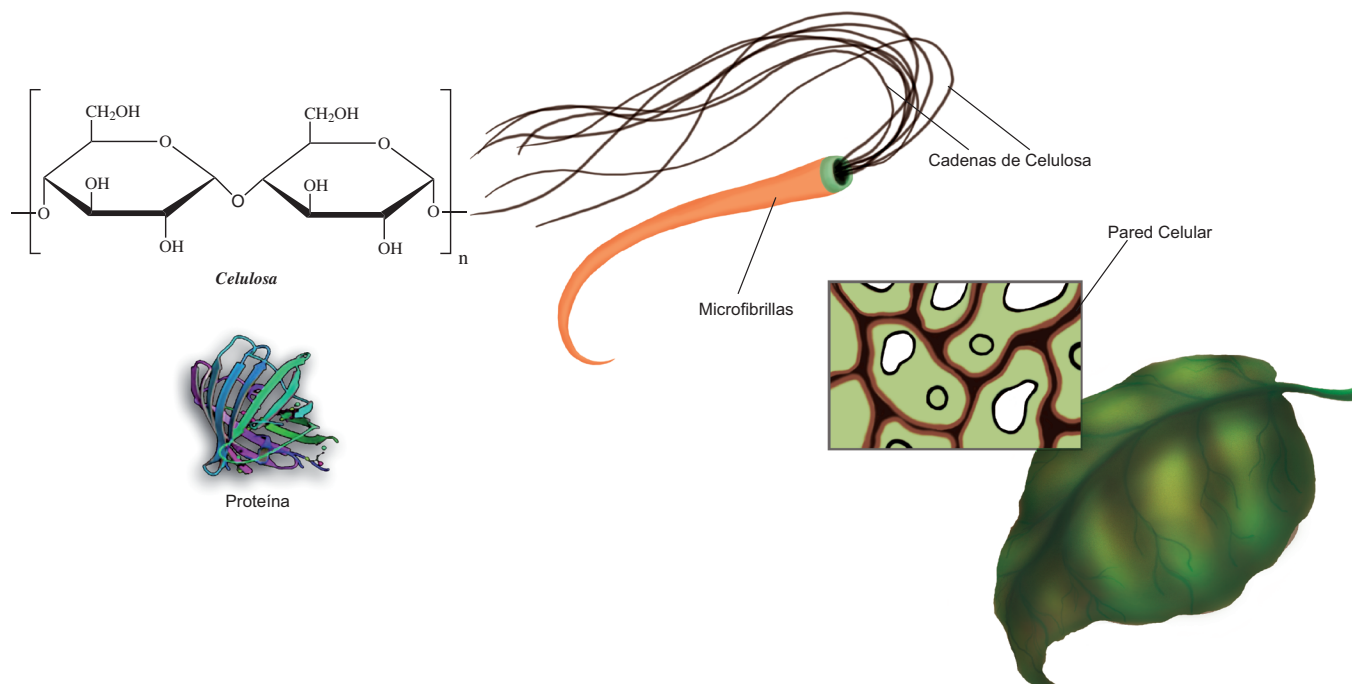 CH₂OH
CH₂OH
O
O
OH
OH
O
O
O
OH
OH
n
Celulosa
Cadenas de Celulosa
Pared Celular
Microfibrillas
Proteína